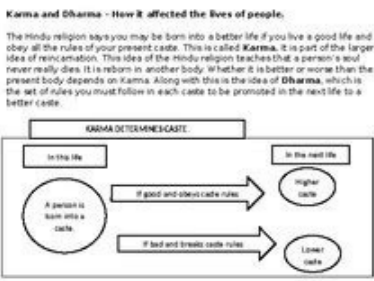 Karma and Dharma - How it affected the lives of people.
The Hindu religion says you may be born into a better life if you live a good life and
obey all the rules of your present caste. This is called Karma. It is part of the larger
idea of reincarnation. This idea of the Hindu religion teaches that a person's soul
never really dies. It is reborn in another body. Whether it is better or worse than the
present body depends on Karma. Along with this is the idea of Dharma, which is
the set of rules you must follow in each caste to be promoted in the next life to a
better caste.
KARMA DETERMINES CASTE
In this life
In the next life
A person is
born into a
caste.
If good and obeys caste rules
Higher
caste
If bad and breaks caste rules
Lower
caste